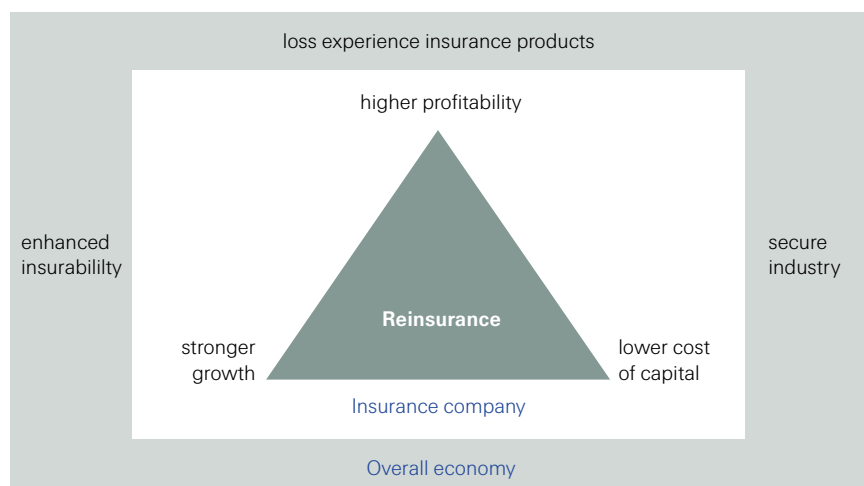 loss experience insurance products
higher profitability
enhanced
insurabililty
secure
industry
Reinsurance
stronger
growth
lower cost
of capital
Insurance company
Overall economy